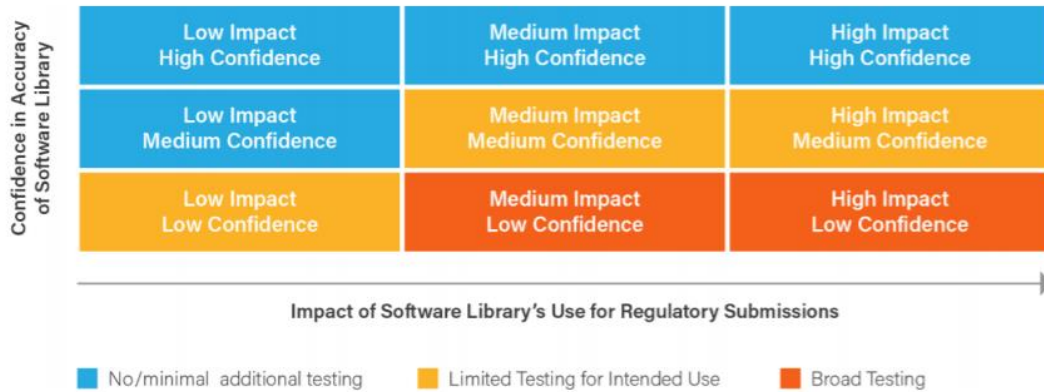 Confidence in Accuracy
of Software Library
Low Impact
High Confidence
Medium Impact
High Confidence
High Impact
High Confidence
Low Impact
Medium Confidence
Medium Impact
Medium Confidence
High Impact
Medium Confidence
Low Impact
Low Confidence
Medium Impact
Low Confidence
High Impact
Low Confidence
Impact of Software Library's Use for Regulatory Submissions
No/minimal additional testing
Limited Testing for Intended Use
Broad Testing